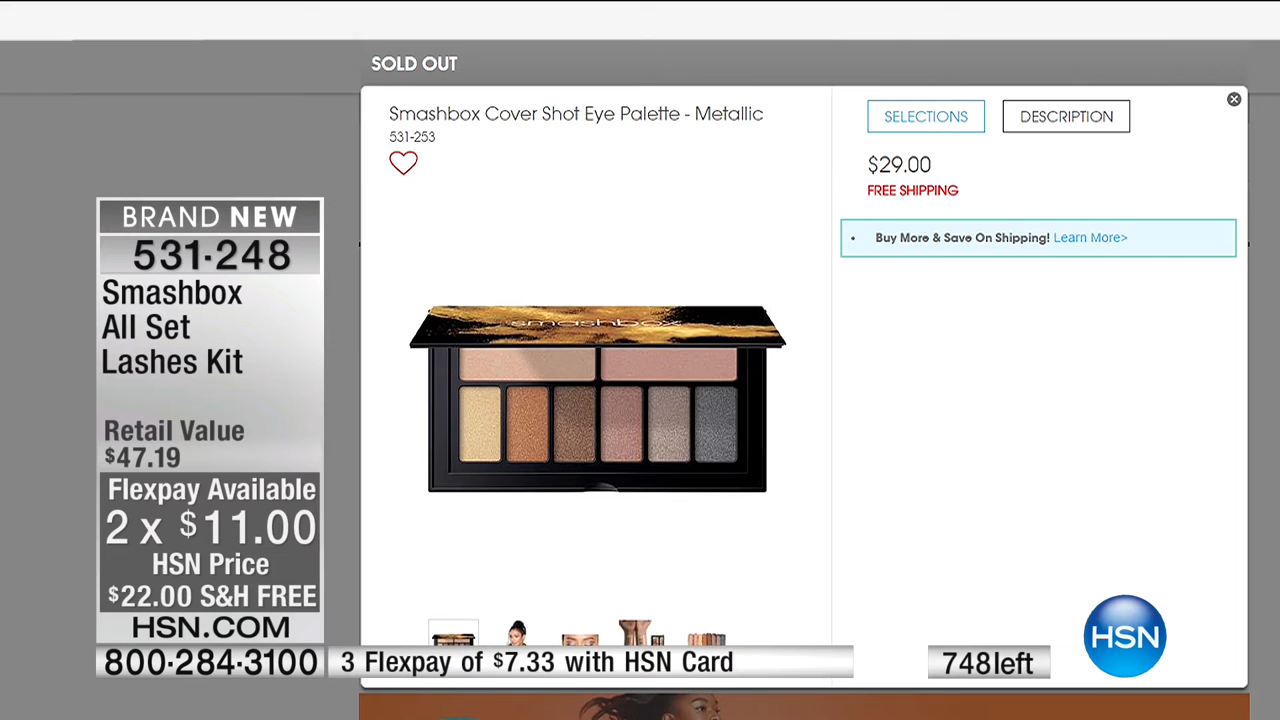 SOLD OUT
Smashbox Cover Shot Eye Palette - Metallic
531-253
SELECTIONS
DESCRIPTION
$29.00
FREE SHIPPING
• Buy More & Save On Shipping! Learn More>
smashbox
BRAND NEW
531·248
Smashbox
All Set
Lashes Kit
Retail Value
$47.19
Flexpay Available
2 x $11.00
HSN Price
$22.00 S&H FREE
HSN.COM
800·284·3100
3 Flexpay of $7.33 with HSN Card
748 left
HSN